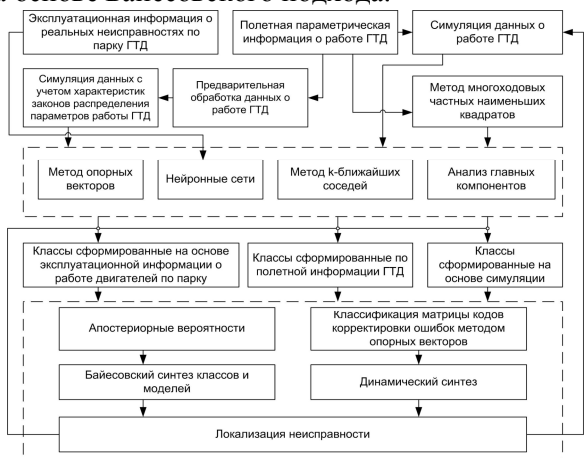 основе Байесовского подхода.
Эксплуатационная информация о
реальных неисправностях по
парку ГТД
Полетная параметрическая
информация о работе ГТД
Симуляция данных о
работе ГТД
Симуляция данных с
учетом характеристик
законов распределения
параметров работы ГТД
Предварительная
обработка данных о
работе ГТД
Метод многоходовых
частных наименьших
квадратов
Метод опорных
векторов
Нейронные сети
Метод k-ближайших
соседей
Анализ главных
компонентов
Классы сформированные на основе
эксплуатационной информации о
работе двигателей по парку
Классы сформированные по
полетной информации ГТД
Классы
сформированные на
основе симуляции
Апостериорные вероятности
Классификация матрицы кодов
корректировки ошибок методом
опорных векторов
Байесовский синтез классов и
моделей
Динамический синтез
Локализация неисправности